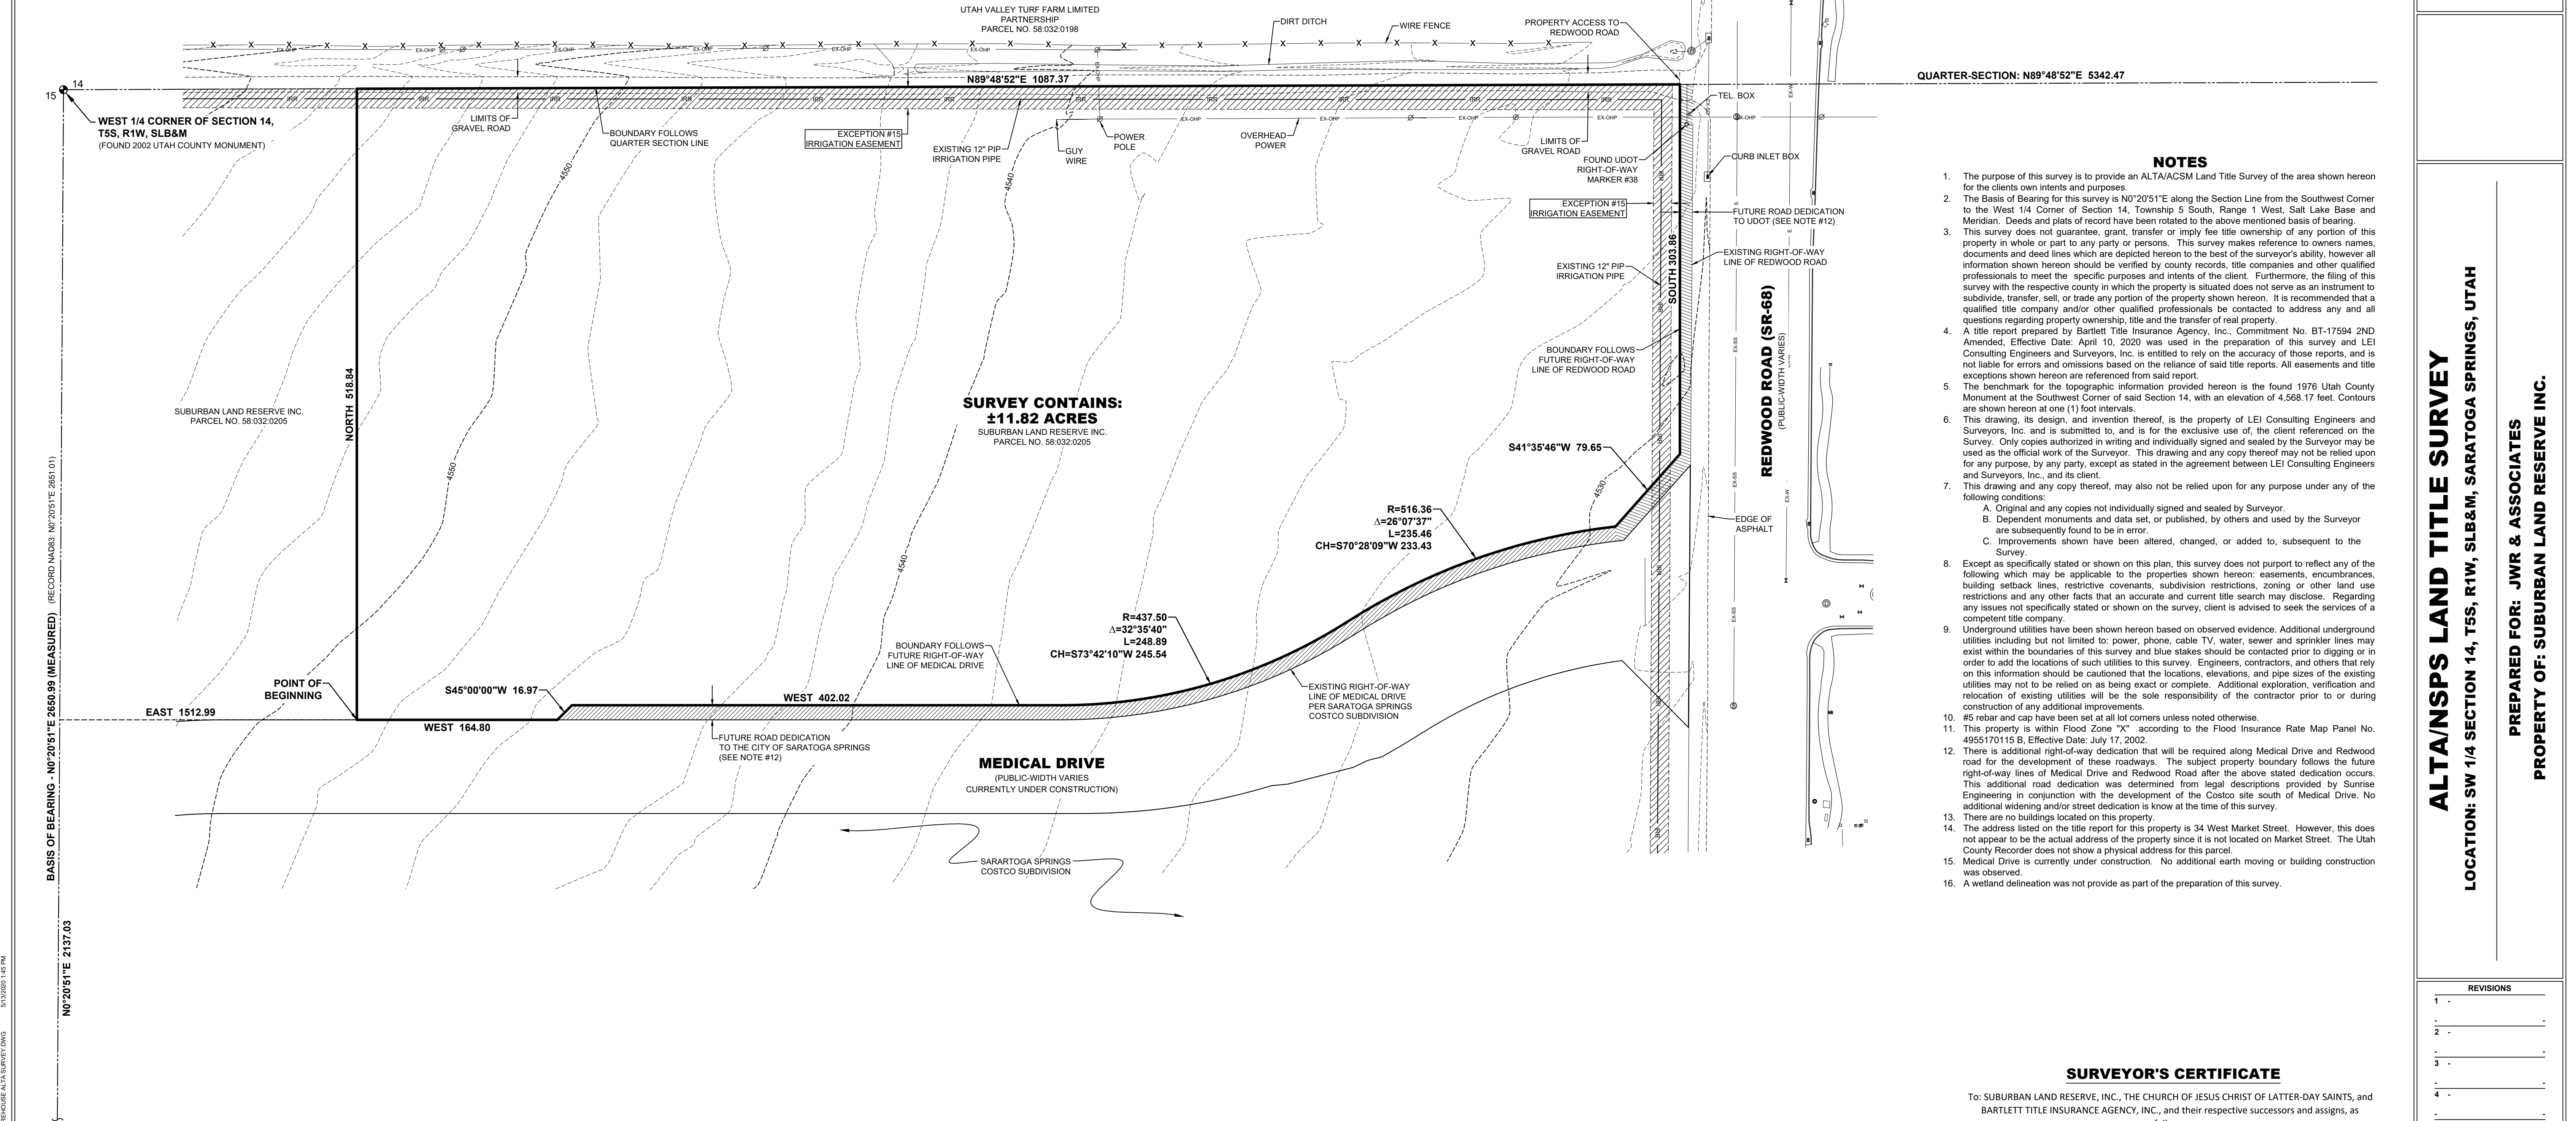 UTAH VALLEY TURF FARM LIMITED
PARTNERSHIP
PARCEL NO. 58:032:0198
DIRT DITCH
WIRE FENCE
PROPERTY ACCESS TO
REDWOOD ROAD
N89°48'52"E 1087.37
QUARTER-SECTION: N89°48'52"E 5342.47
15
14
WEST 1/4 CORNER OF SECTION 14,
T5S, R1W, SLB&M
(FOUND 2002 UTAH COUNTY MONUMENT)
LIMITS OF
GRAVEL ROAD
BOUNDARY FOLLOWS
QUARTER SECTION LINE
EXCEPTION #15
IRRIGATION EASEMENT
EXISTING 12" PIP
IRRIGATION PIPE
GUY
WIRE
POWER
POLE
OVERHEAD
POWER
LIMITS OF
GRAVEL ROAD
TEL. BOX
FOUND UDOT
RIGHT-OF-WAY
MARKER #38
CURB INLET BOX
EXCEPTION #15
IRRIGATION EASEMENT
FUTURE ROAD DEDICATION
TO UDOT (SEE NOTE #12)
EXISTING RIGHT-OF-WAY
LINE OF REDWOOD ROAD
EXISTING 12" PIP
IRRIGATION PIPE
SOUTH 303.86
REDWOOD ROAD (SR-68)
(PUBLIC-WIDTH VARIES)
BOUNDARY FOLLOWS
FUTURE RIGHT-OF-WAY
LINE OF REDWOOD ROAD
4550
4540
NORTH 518.84
SUBURBAN LAND RESERVE INC.
PARCEL NO. 58:032:0205
SURVEY CONTAINS:
±11.82 ACRES
SUBURBAN LAND RESERVE INC.
PARCEL NO. 58:032:0205
S41°35'46"W 79.65
4550
4530
4540
R=516.36
Δ=26°07'37"
L=235.46
CH=S70°28'09"W 233.43
EDGE OF
ASPHALT
R=437.50
Δ=32°35'40"
L=248.89
CH=S73°42'10"W 245.54
BOUNDARY FOLLOWS
FUTURE RIGHT-OF-WAY
LINE OF MEDICAL DRIVE
POINT OF
BEGINNING
S45°00'00"W 16.97
WEST 402.02
EXISTING RIGHT-OF-WAY
LINE OF MEDICAL DRIVE
PER SARATOGA SPRINGS
COSTCO SUBDIVISION
EAST 1512.99
WEST 164.80
FUTURE ROAD DEDICATION
TO THE CITY OF SARATOGA SPRINGS
(SEE NOTE #12)
MEDICAL DRIVE
(PUBLIC-WIDTH VARIES
CURRENTLY UNDER CONSTRUCTION)
SARARTOGA SPRINGS
COSTCO SUBDIVISION
BASIS OF BEARING - N0°20'51"E 2650.99 (MEASURED) (RECORD NAD83: N0°20'51"E 2651.01)
N0°20'51"E 2137.03
5/13/2020 1:45 PM
NOTES
1. The purpose of this survey is to provide an ALTA/ACSM Land Title Survey of the area shown hereon
for the clients own intents and purposes.
2. The Basis of Bearing for this survey is N0°20'51"E along the Section Line from the Southwest Corner
to the West 1/4 Corner of Section 14, Township 5 South, Range 1 West, Salt Lake Base and
Meridian. Deeds and plats of record have been rotated to the above mentioned basis of bearing.
3. This survey does not guarantee, grant, transfer or imply fee title ownership of any portion of this
property in whole or part to any party or persons. This survey makes reference to owners names,
documents and deed lines which are depicted hereon to the best of the surveyor's ability, however all
information shown hereon should be verified by county records, title companies and other qualified
professionals to meet the specific purposes and intents of the client. Furthermore, the filing of this
survey with the respective county in which the property is situated does not serve as an instrument to
subdivide, transfer, sell, or trade any portion of the property shown hereon. It is recommended that a
qualified title company and/or other qualified professionals be contacted to address any and all
questions regarding property ownership, title and the transfer of real property.
4. A title report prepared by Bartlett Title Insurance Agency, Inc., Commitment No. BT-17594 2ND
Amended, Effective Date: April 10, 2020 was used in the preparation of this survey and LEI
Consulting Engineers and Surveyors, Inc. is entitled to rely on the accuracy of those reports, and is
not liable for errors and omissions based on the reliance of said title reports. All easements and title
exceptions shown hereon are referenced from said report.
5. The benchmark for the topographic information provided hereon is the found 1976 Utah County
Monument at the Southwest Corner of said Section 14, with an elevation of 4,568.17 feet. Contours
are shown hereon at one (1) foot intervals.
6. This drawing, its design, and invention thereof, is the property of LEI Consulting Engineers and
Surveyors, Inc. and is submitted to, and is for the exclusive use of, the client referenced on the
Survey. Only copies authorized in writing and individually signed and sealed by the Surveyor may be
used as the official work of the Surveyor. This drawing and any copy thereof may not be relied upon
for any purpose, by any party, except as stated in the agreement between LEI Consulting Engineers
and Surveyors, Inc., and its client.
7. This drawing and any copy thereof, may also not be relied upon for any purpose under any of the
following conditions:
A. Original and any copies not individually signed and sealed by Surveyor.
B. Dependent monuments and data set, or published, by others and used by the Surveyor
are subsequently found to be in error.
C. Improvements shown have been altered, changed, or added to, subsequent to the
Survey.
8. Except as specifically stated or shown on this plan, this survey does not purport to reflect any of the
following which may be applicable to the properties shown hereon: easements, encumbrances,
building setback lines, restrictive covenants, subdivision restrictions, zoning or other land use
restrictions and any other facts that an accurate and current title search may disclose. Regarding
any issues not specifically stated or shown on the survey, client is advised to seek the services of a
competent title company.
9. Underground utilities have been shown hereon based on observed evidence. Additional underground
utilities including but not limited to: power, phone, cable TV, water, sewer and sprinkler lines may
exist within the boundaries of this survey and blue stakes should be contacted prior to digging or in
order to add the locations of such utilities to this survey. Engineers, contractors, and others that rely
on this information should be cautioned that the locations, elevations, and pipe sizes of the existing
utilities may not to be relied on as being exact or complete. Additional exploration, verification and
relocation of existing utilities will be the sole responsibility of the contractor prior to or during
construction of any additional improvements.
10. #5 rebar and cap have been set at all lot corners unless noted otherwise.
11. This property is within Flood Zone "X" according to the Flood Insurance Rate Map Panel No.
4955170115 B, Effective Date: July 17, 2002.
12. There is additional right-of-way dedication that will be required along Medical Drive and Redwood
road for the development of these roadways. The subject property boundary follows the future
right-of-way lines of Medical Drive and Redwood Road after the above stated dedication occurs.
This additional road dedication was determined from legal descriptions provided by Sunrise
Engineering in conjunction with the development of the Costco site south of Medical Drive. No
additional widening and/or street dedication is know at the time of this survey.
13. There are no buildings located on this property.
14. The address listed on the title report for this property is 34 West Market Street. However, this does
not appear to be the actual address of the property since it is not located on Market Street. The Utah
County Recorder does not show a physical address for this parcel.
15. Medical Drive is currently under construction. No additional earth moving or building construction
was observed.
16. A wetland delineation was not provide as part of the preparation of this survey.
SURVEYOR'S CERTIFICATE
To: SUBURBAN LAND RESERVE, INC., THE CHURCH OF JESUS CHRIST OF LATTER-DAY SAINTS, and
BARTLETT TITLE INSURANCE AGENCY, INC., and their respective successors and assigns, as
ALTA/NSPS LAND TITLE SURVEY
LOCATION: SW 1/4 SECTION 14, T5S, R1W, SLB&M, SARATOGA SPRINGS, UTAH
PREPARED FOR: JWR & ASSOCIATES
PROPERTY OF: SUBURBAN LAND RESERVE INC.
REVISIONS
1 -
2 -
3 -
4 -